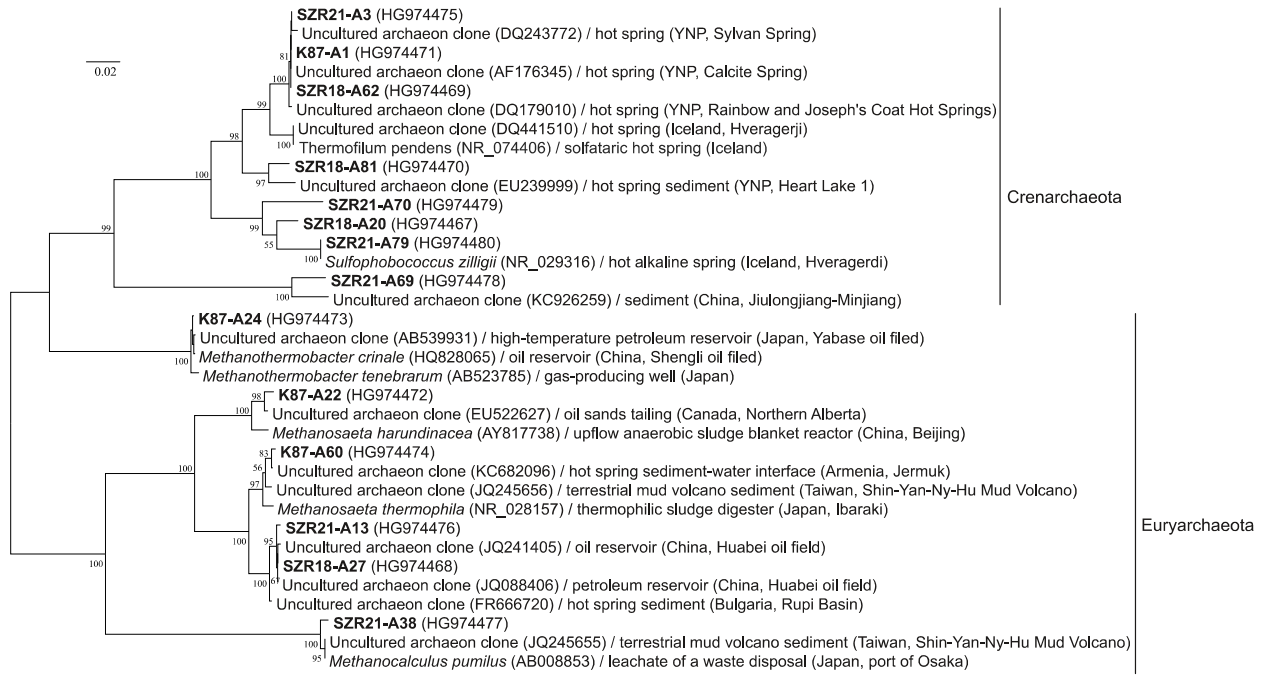 SZR21-A3 (HG974475)
Uncultured archaeon clone (DQ243772) / hot spring (YNP, Sylvan Spring)
81
K87-A1 (HG974471)
0.02
Uncultured archaeon clone (AF176345) / hot spring (YNP, Calcite Spring)
100
SZR18-A62 (HG974469)
99
Uncultured archaeon clone (DQ179010) / hot spring (YNP, Rainbow and Joseph's Coat Hot Springs)
Uncultured archaeon clone (DQ441510) / hot spring (Iceland, Hveragerji)
98
100
Thermofilum pendens (NR_074406) / solfataric hot spring (Iceland)
SZR18-A81 (HG974470)
100
97
Uncultured archaeon clone (EU239999) / hot spring sediment (YNP, Heart Lake 1)
Crenarchaeota
SZR21-A70 (HG974479)
99
SZR18-A20 (HG974467)
99
55
SZR21-A79 (HG974480)
100
Sulfophobococcus zilligii (NR_029316) / hot alkaline spring (Iceland, Hveragerdi)
SZR21-A69 (HG974478)
100
Uncultured archaeon clone (KC926259) / sediment (China, Jiulongjiang-Minjiang)
K87-A24 (HG974473)
Uncultured archaeon clone (AB539931) / high-temperature petroleum reservoir (Japan, Yabase oil filed)
100
Methanothermobacter crinale (HQ828065) / oil reservoir (China, Shengli oil filed)
Methanothermobacter tenebrarum (AB523785) / gas-producing well (Japan)
98
K87-A22 (HG974472)
100
Uncultured archaeon clone (EU522627) / oil sands tailing (Canada, Northern Alberta)
Methanosaeta harundinacea (AY817738) / upflow anaerobic sludge blanket reactor (China, Beijing)
83
K87-A60 (HG974474)
100
56
Uncultured archaeon clone (KC682096) / hot spring sediment-water interface (Armenia, Jermuk)
97
Uncultured archaeon clone (JQ245656) / terrestrial mud volcano sediment (Taiwan, Shin-Yan-Ny-Hu Mud Volcano)
Methanosaeta thermophila (NR_028157) / thermophilic sludge digester (Japan, Ibaraki)
Euryarchaeota
SZR21-A13 (HG974476)
100
95
Uncultured archaeon clone (JQ241405) / oil reservoir (China, Huabei oil field)
SZR18-A27 (HG974468)
100
100
67
Uncultured archaeon clone (JQ088406) / petroleum reservoir (China, Huabei oil field)
Uncultured archaeon clone (FR666720) / hot spring sediment (Bulgaria, Rupi Basin)
SZR21-A38 (HG974477)
100
Uncultured archaeon clone (JQ245655) / terrestrial mud volcano sediment (Taiwan, Shin-Yan-Ny-Hu Mud Volcano)
95
Methanocalculus pumilus (AB008853) / leachate of a waste disposal (Japan, port of Osaka)